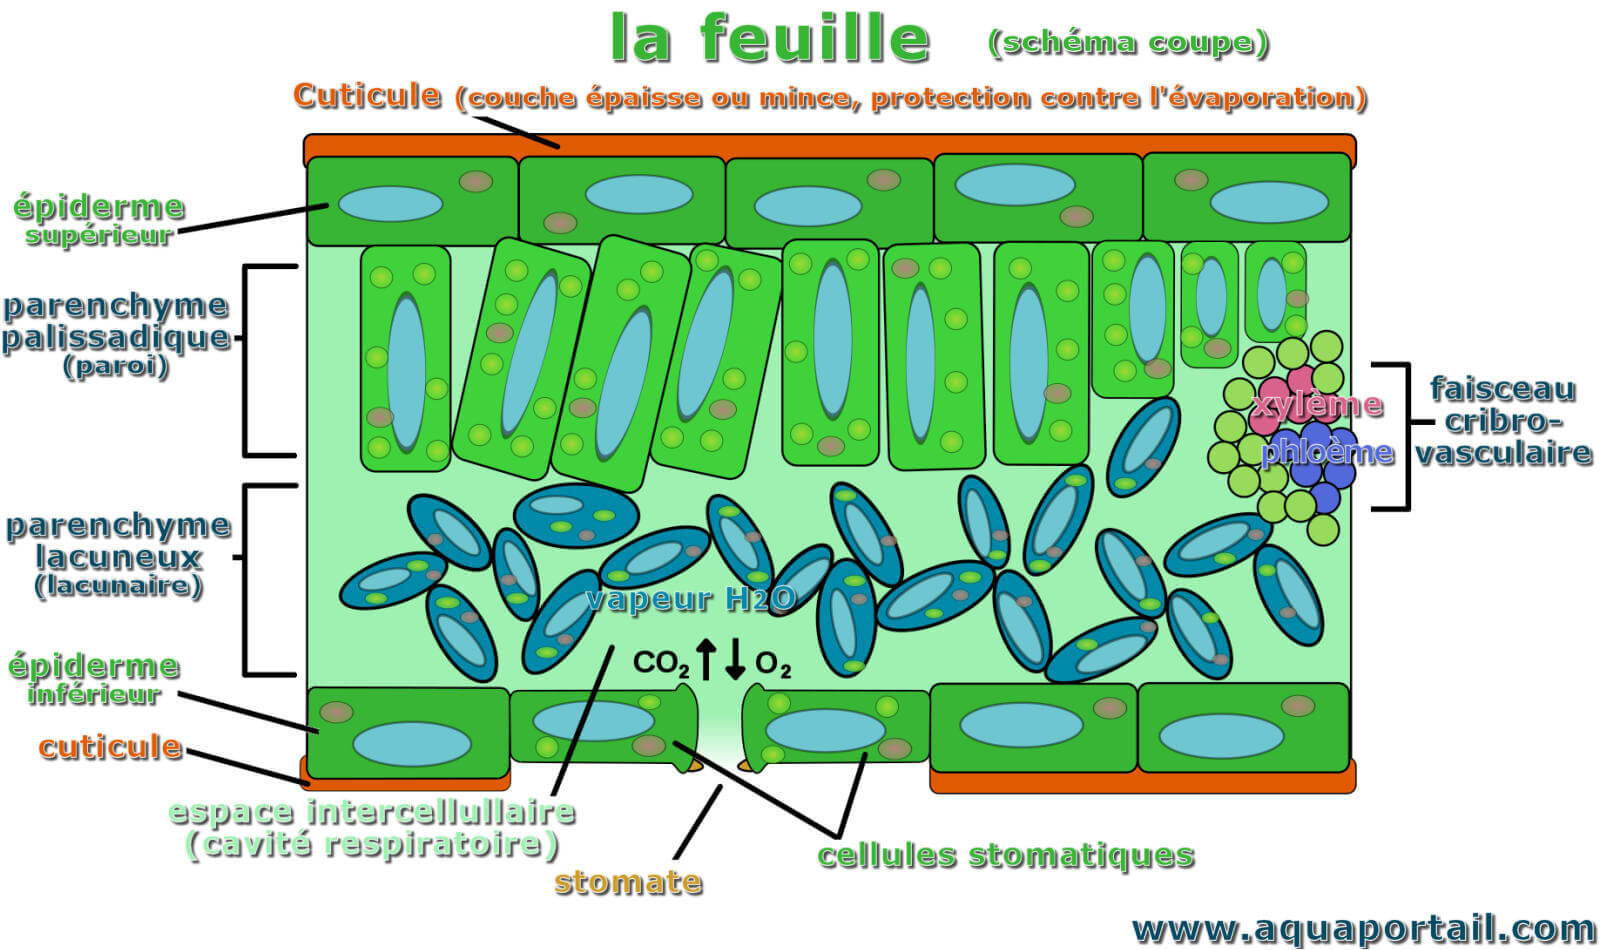 la feuille (schéma coupe)
Cuticule (couche épaisse ou mince, protection contre l'évaporation)
épiderme
supérieur
parenchyme
palissadique
(paroi)
faisceau
cribro-
vasculaire
xylème
phloème
parenchyme
lacuneux
(lacunaire)
vapeur H2O
CO2 O2
épiderme
inférieur
cuticule
espace intercellullaire
(cavité respiratoire)
stomate
cellules stomatiques
www.aquaportail.com